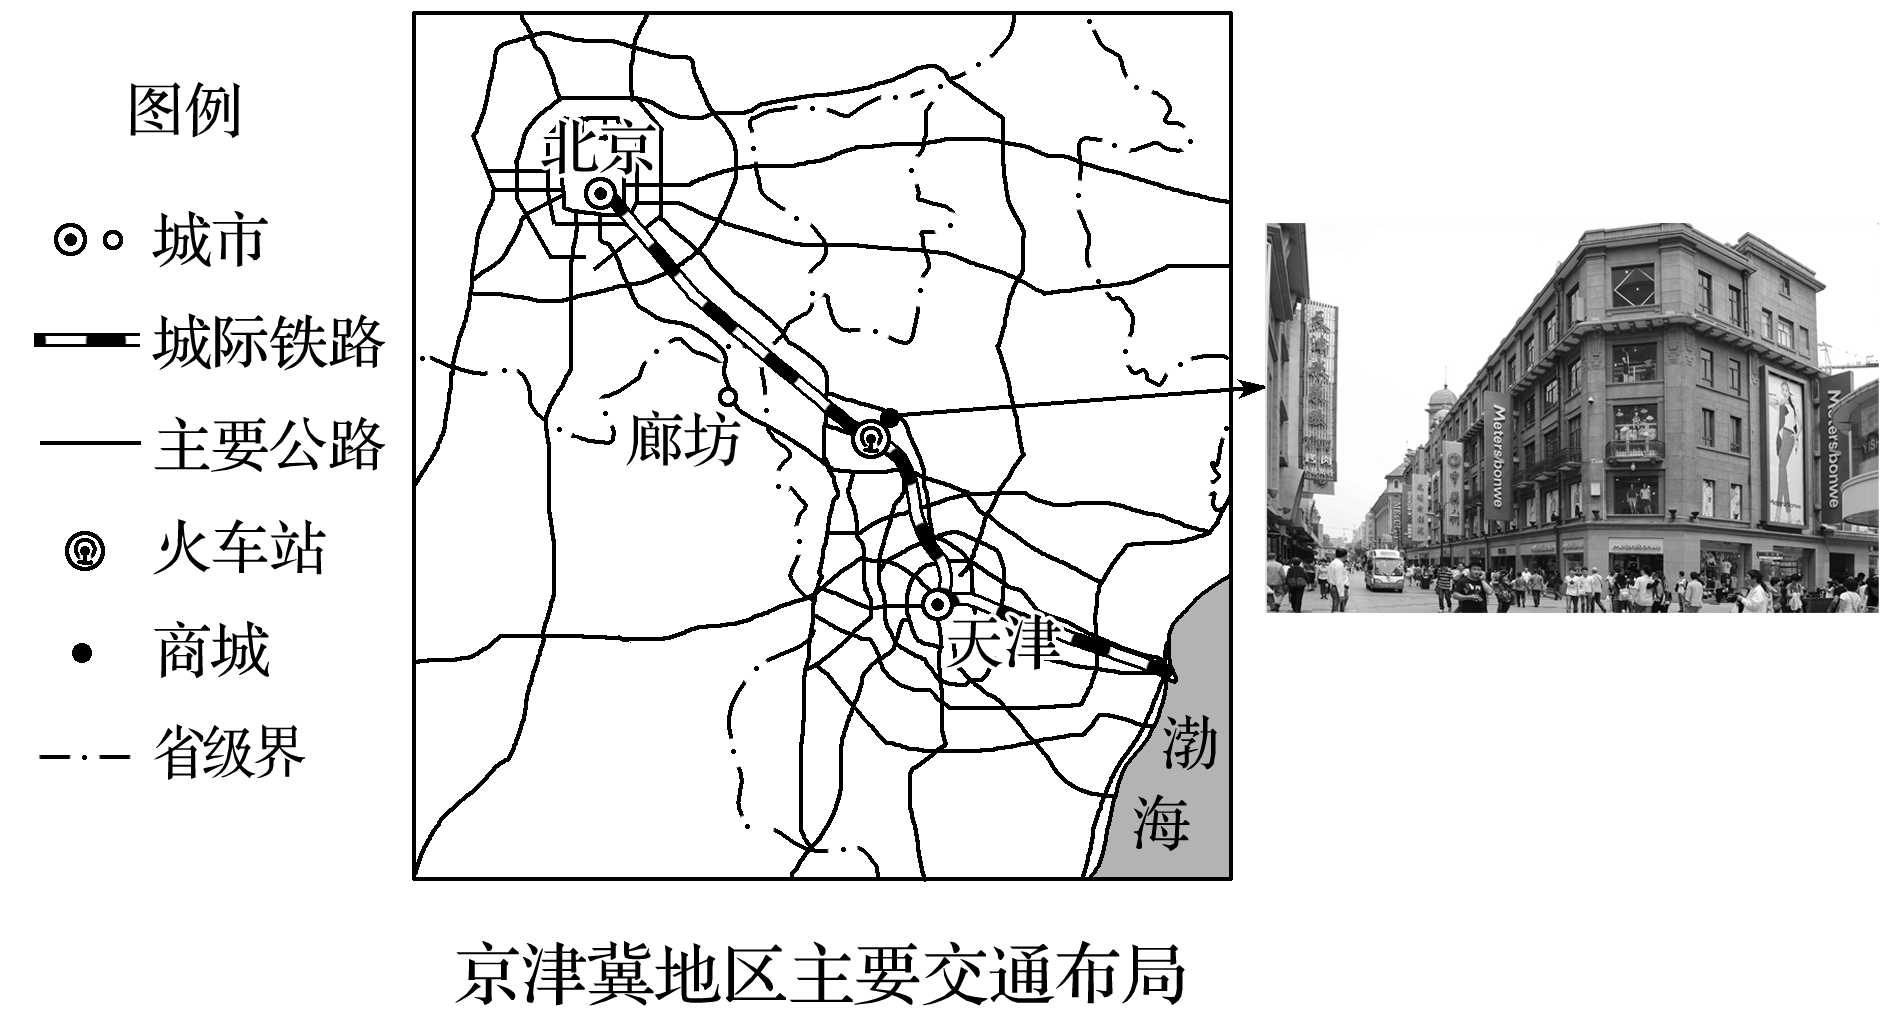 图例
城市
城际铁路
主要公路
火车站
商城
省级界
北京
廊坊
天津
渤
海
Metersbonwe
Metersbonwe
京津冀地区主要交通布局